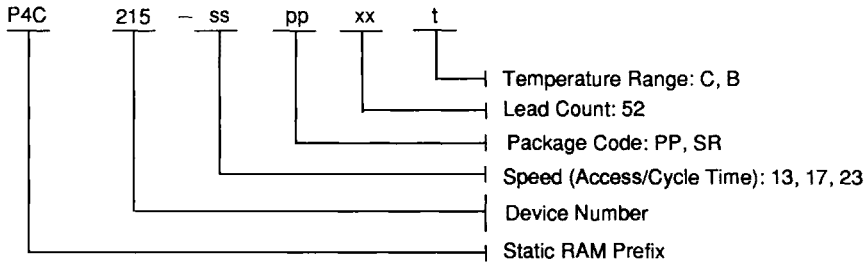 P4C 215 – ss pp xx t
Temperature Range: C, B
Lead Count: 52
Package Code: PP, SR
Speed (Access/Cycle Time): 13, 17, 23
Device Number
Static RAM Prefix